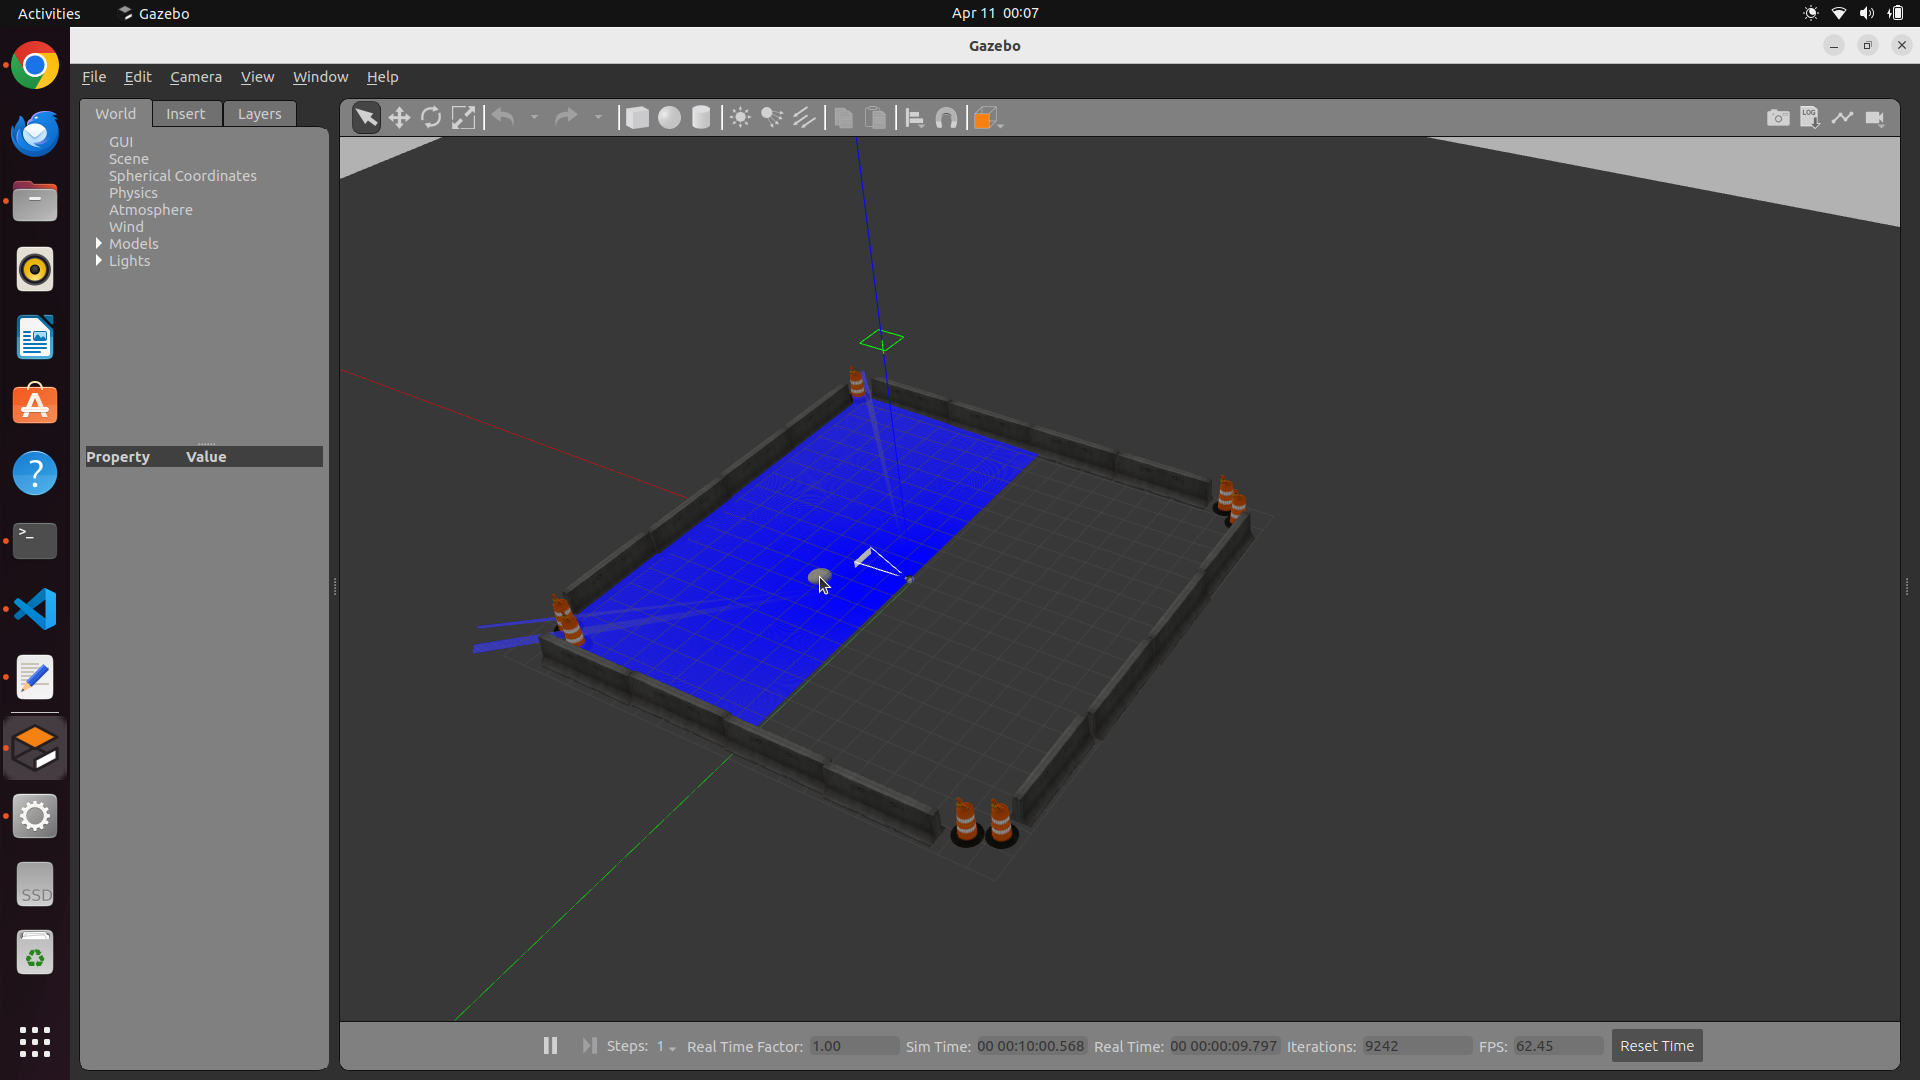 Activities Gazebo Apr 11 00:07
Gazebo
File Edit Camera View Window Help
World Insert Layers
LOG
GUI
Scene
Spherical Coordinates
Physics
Atmosphere
Wind
Models
Lights
Property Value
>_
?
SSD
Steps: 1 Real Time Factor: 1.00 Sim Time: 00 00:10:00.568 Real Time: 00 00:00:09.797 Iterations: 9242 FPS: 62.45 Reset Time